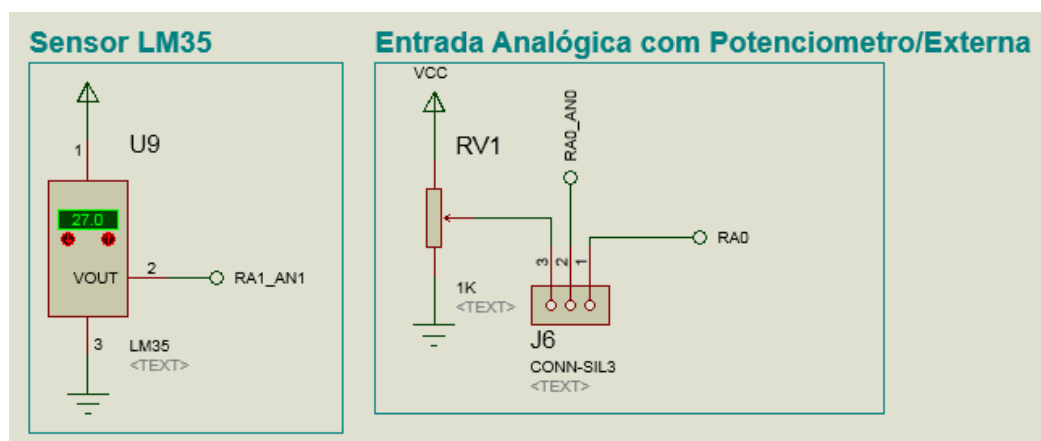 Sensor LM35
1
U9
27.0
VOUT
2
RA1_AN1
3
LM35
<TEXT>
Entrada Analógica com Potenciometro/Externa
VCC
RV1
RA0_AN0
RA0
3
2
1
1K
<TEXT>
J6
CONN-SIL3
<TEXT>